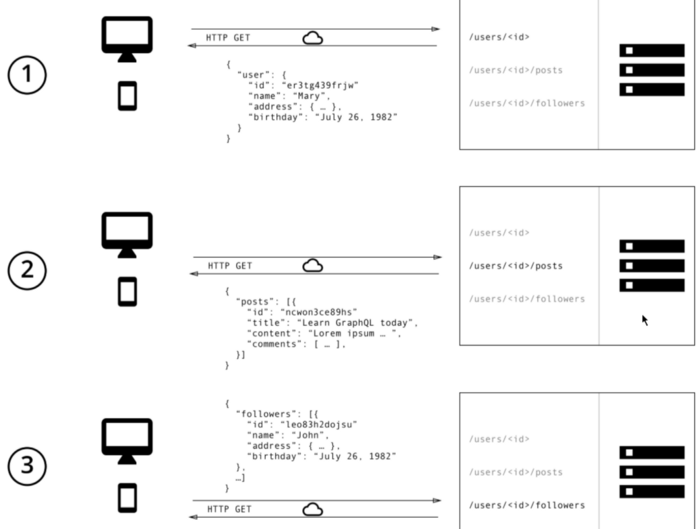 1
HTTP GET
{
"user": {
"id": "er3tg439frjw"
"name": "Mary",
"address": { … },
"birthday": "July 26, 1982"
}
}
/users/<id>
/users/<id>/posts
/users/<id>/followers
2
HTTP GET
{
"posts": [{
"id": "ncwon3ce89hs"
"title": "Learn GraphQL today",
"content": "Lorem ipsum … ",
"comments": [ … ],
}]
}
/users/<id>
/users/<id>/posts
/users/<id>/followers
3
{
"followers": [{
"id": "leo83h2dojsu"
"name": "John",
"address": { … },
"birthday": "July 26, 1982"
},
…]
}
HTTP GET
/users/<id>
/users/<id>/posts
/users/<id>/followers